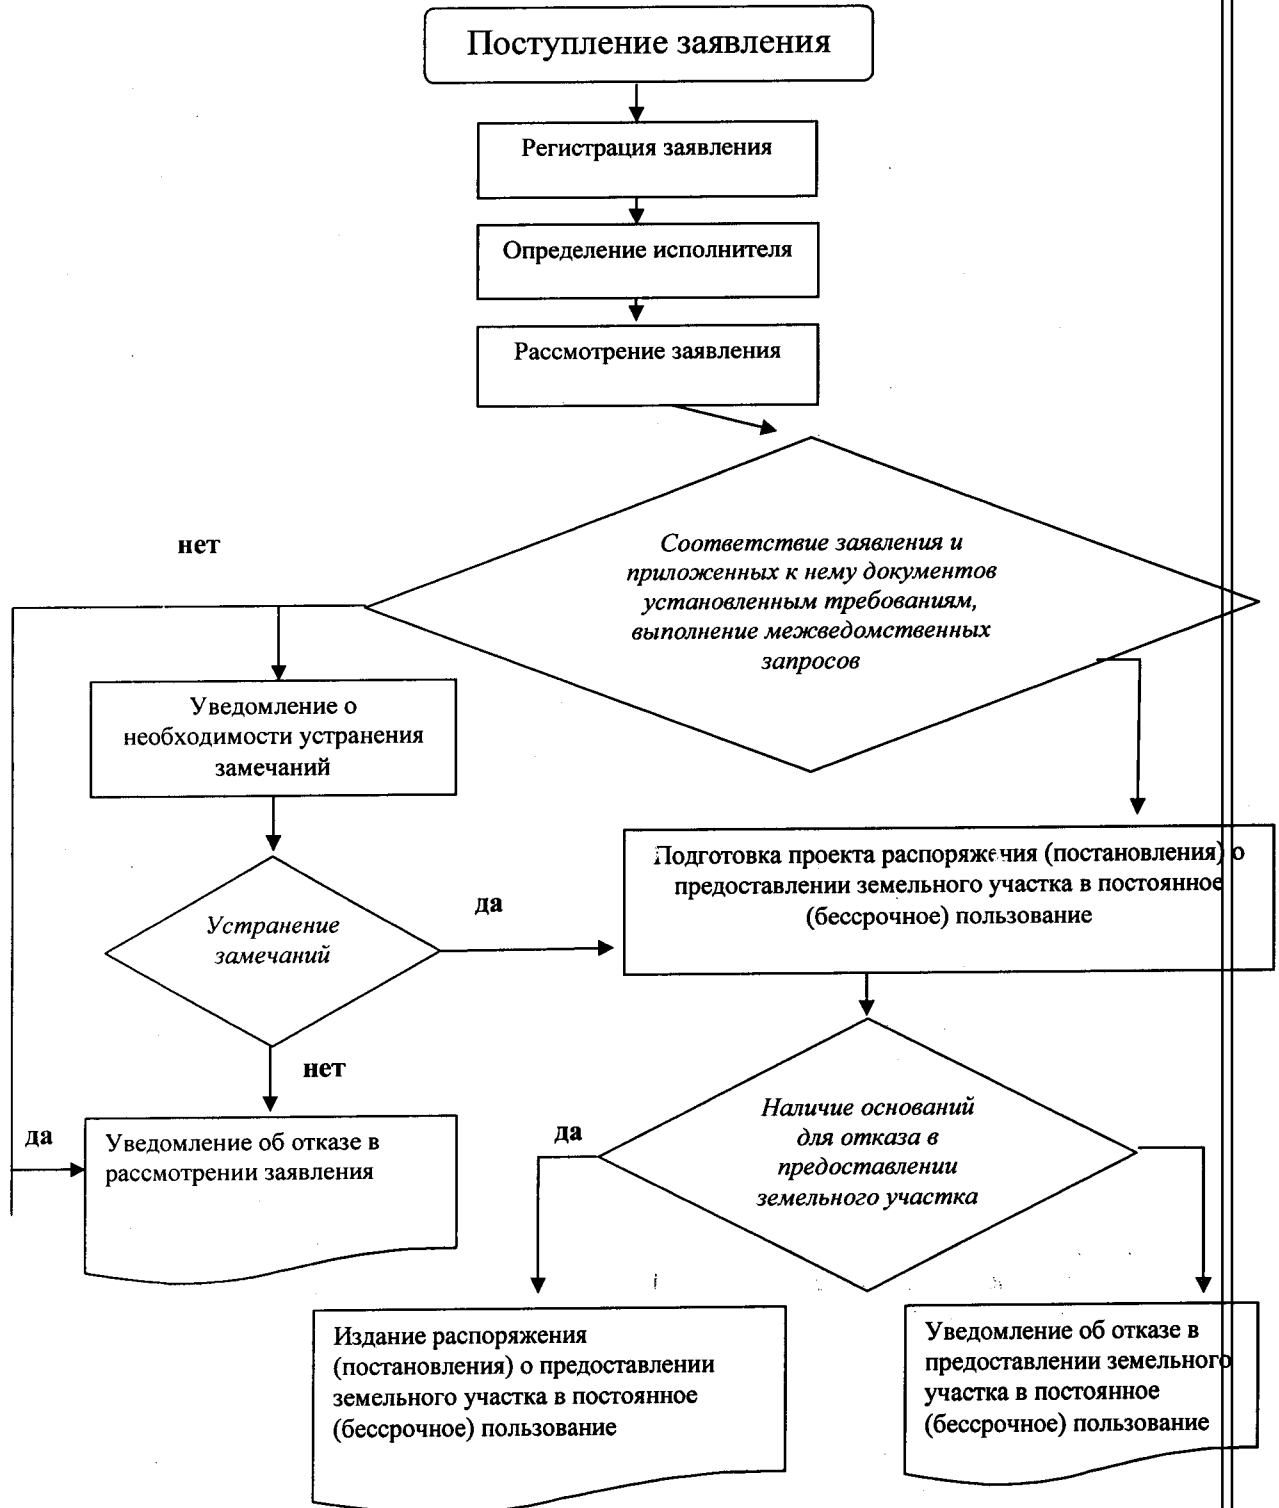 Поступление заявления
Регистрация заявления
Определение исполнителя
Рассмотрение заявления
нет
Соответствие заявления и
приложенных к нему документов
установленным требованиям,
выполнение межведомственных
запросов
Уведомление о
необходимости устранения
замечаний
Подготовка проекта распоряжения (постановления) о
предоставлении земельного участка в постоянное
(бессрочное) пользование
да
Устранение
замечаний
нет
Наличие оснований
для отказа в
предоставлении
земельного участка
да
да
Уведомление об отказе в
рассмотрении заявления
Издание распоряжения
(постановления) о предоставлении
земельного участка в постоянное
(бессрочное) пользование
Уведомление об отказе в
предоставлении земельного
участка в постоянное
(бессрочное) пользование